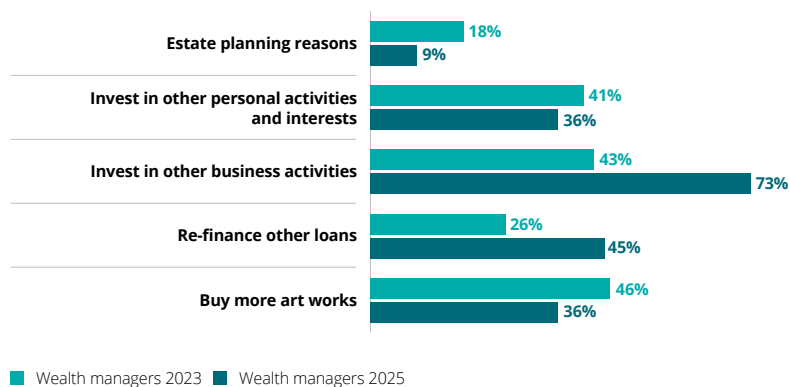 Estate planning reasons
18%
9%
Invest in other personal activities
and interests
41%
36%
Invest in other business activities
43%
73%
Re-finance other loans
26%
45%
Buy more art works
46%
36%
Wealth managers 2023 Wealth managers 2025